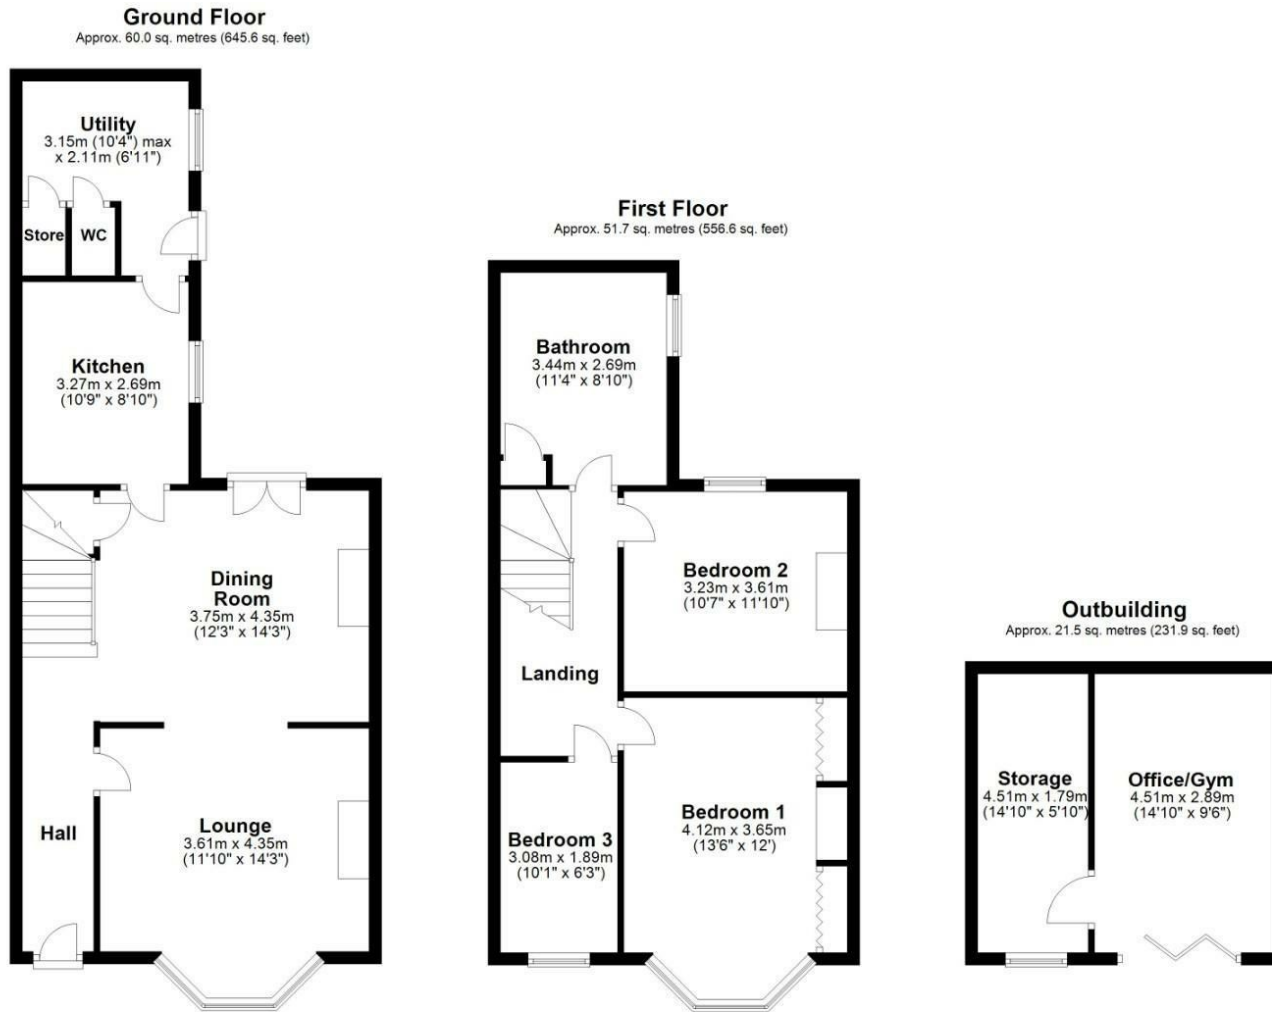 Ground Floor
Approx. 60.0 sq. metres (645.6 sq. feet)
Utility
3.15m (10'4") max
x 2.11m (6'11")
Store
WC
Kitchen
3.27m x 2.69m
(10'9" x 8'10")
Dining
Room
3.75m x 4.35m
(12'3" x 14'3")
Hall
Lounge
3.61m x 4.35m
(11'10" x 14'3")
First Floor
Approx. 51.7 sq. metres (556.6 sq. feet)
Bathroom
3.44m x 2.69m
(11'4" x 8'10")
Bedroom 2
3.23m x 3.61m
(10'7" x 11'10")
Landing
Bedroom 1
4.12m x 3.65m
(13'6" x 12')
Bedroom 3
3.08m x 1.89m
(10'1" x 6'3")
Outbuilding
Approx. 21.5 sq. metres (231.9 sq. feet)
Storage
4.51m x 1.79m
(14'10" x 5'10")
Office/Gym
4.51m x 2.89m
(14'10" x 9'6")